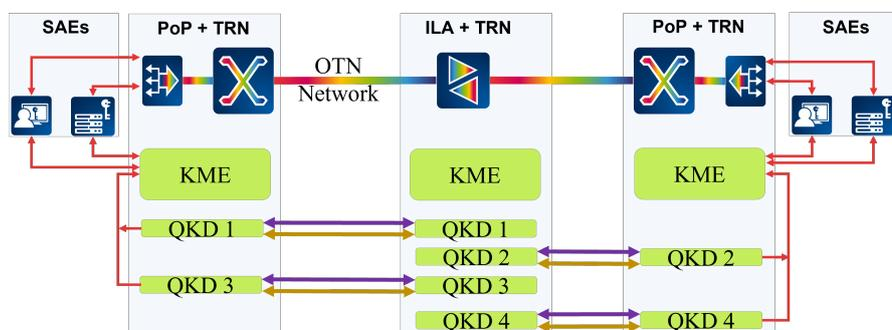 SAEs
PoP + TRN
ILA + TRN
PoP + TRN
SAEs
OTN
Network
KME
KME
KME
QKD 1
QKD 1
QKD 2
QKD 2
QKD 3
QKD 3
QKD 4
QKD 4